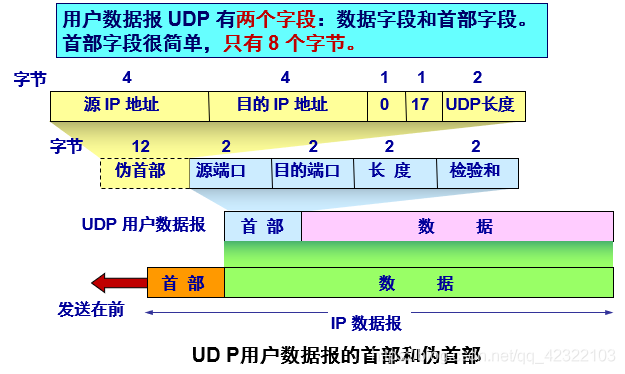 用户数据报 UDP 有两个字段：数据字段和首部字段。
首部字段很简单，只有 8 个字节。
字节 4 4 1 1 2
源 IP 地址 目的 IP 地址 0 17 UDP长度
字节 12 2 2 2 2
伪首部 源端口 目的端口 长 度 检验和
UDP 用户数据报 首 部 数 据
首 部 数 据
发送在前
IP 数据报
UD P用户数据报的首部和伪首部